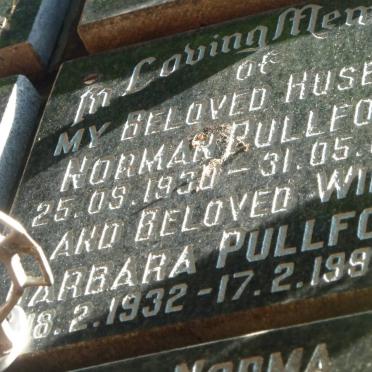 In Loving Mem
of
MY BELOVED HUSB
NORMAN PULLFO
25.09.1930 - 31.05.
AND BELOVED WI
BARBARA PULLFO
18.2.1932 - 17.2.199
NORMA